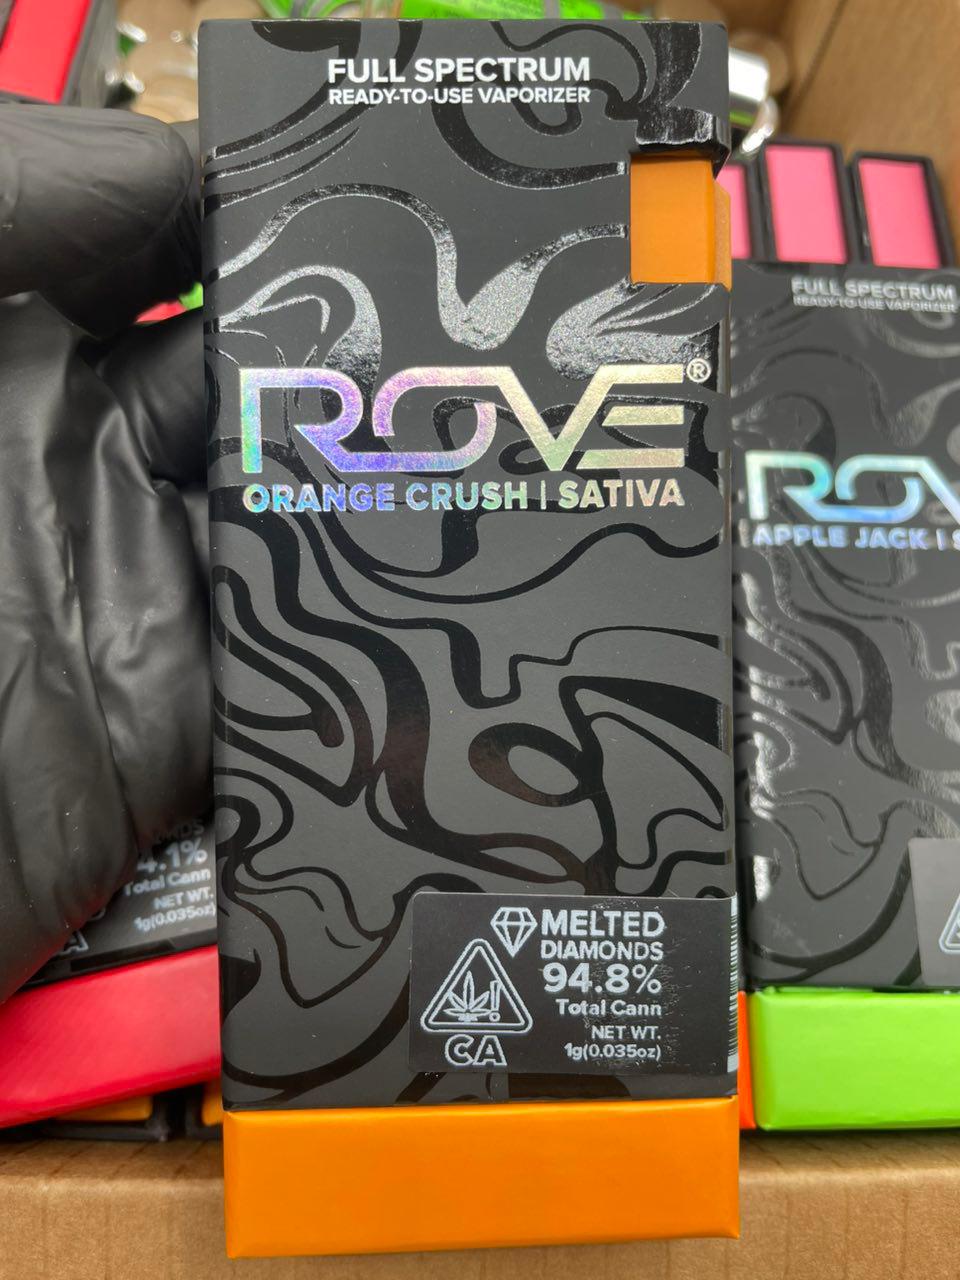 FULL SPECTRUM
READY-TO-USE VAPORIZER
ROVE®
ORANGE CRUSH | SATIVA
MELTED
DIAMONDS
94.8%
Total Cann
NET WT.
1g(0.035oz)
CA
FULL SPECTRUM
READY-TO-USE VAPORIZER
APPLE JACK |
4.1%
Total Cann
NET WT.
1g(0.035oz)